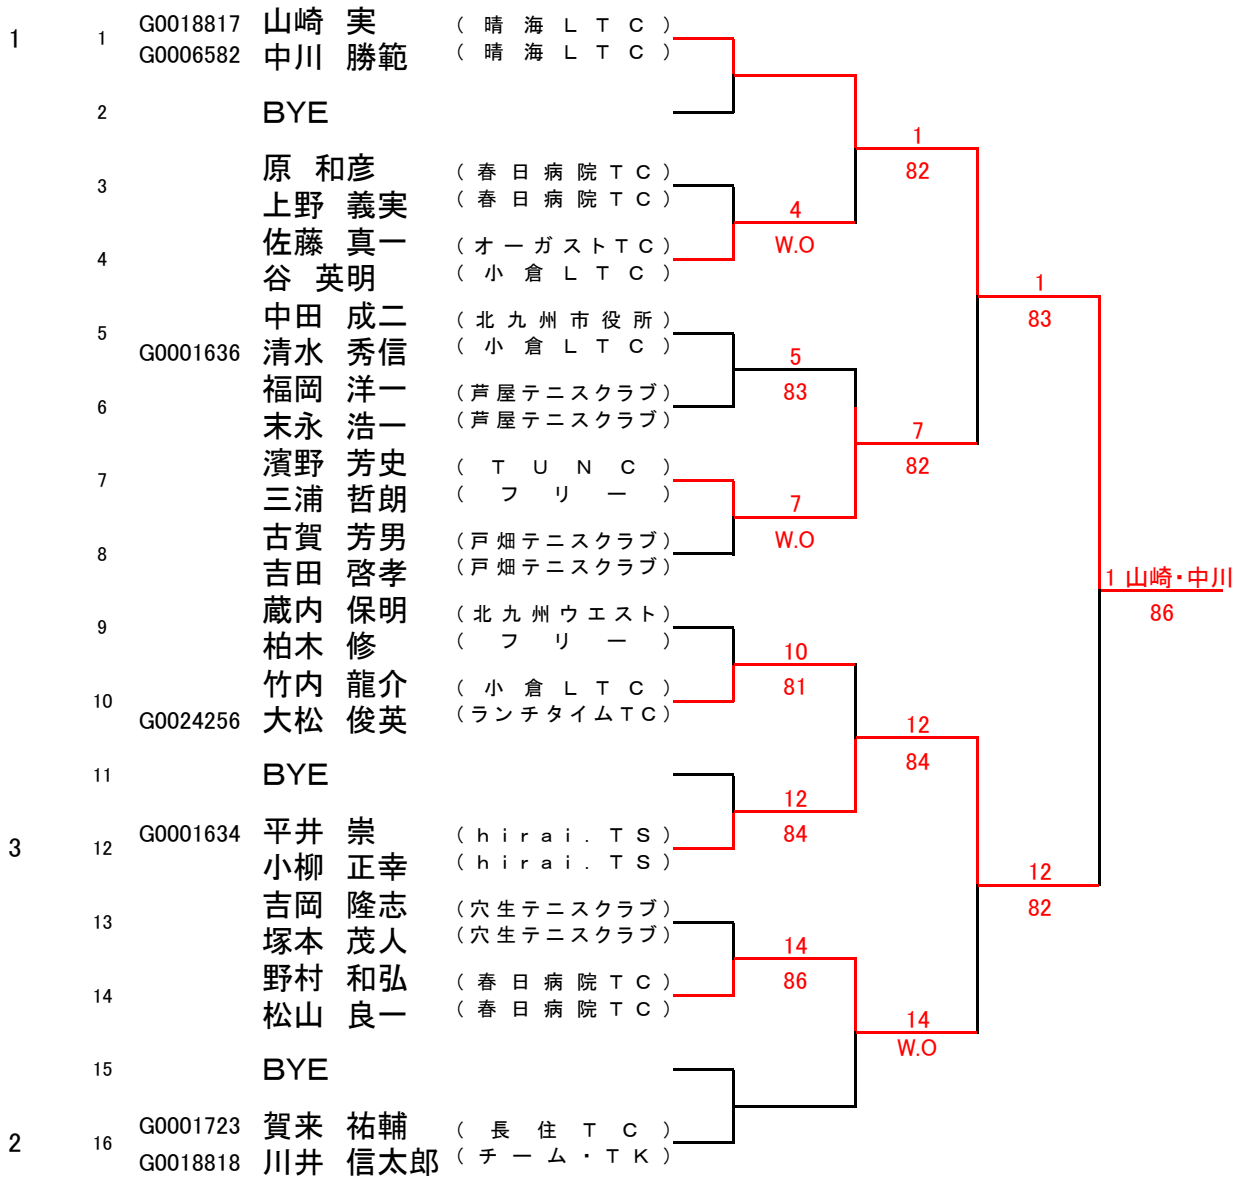 1 1 G0018817 山崎 実 (晴海LTC)
G0006582 中川 勝範 (晴海LTC)
2 BYE
1
82
3 原 和彦 (春日病院TC)
上野 義実 (春日病院TC)
4
W.O
4 佐藤 真一 (オーガストTC)
谷 英明 (小倉LTC)
1
83
5 中田 成二 (北九州市役所)
G0001636 清水 秀信 (小倉LTC)
5
83
6 福岡 洋一 (芦屋テニスクラブ)
末永 浩一 (芦屋テニスクラブ)
7
82
7 濱野 芳史 (TUNC)
三浦 哲朗 (フリー)
7
W.O
8 古賀 芳男 (戸畑テニスクラブ)
吉田 啓孝 (戸畑テニスクラブ)
1 山崎・中川
86
9 蔵内 保明 (北九州ウエスト)
柏木 修 (フリー)
10
81
10 竹内 龍介 (小倉LTC)
G0024256 大松 俊英 (ランチタイムTC)
12
84
11 BYE
12
84
3 12 G0001634 平井 崇 (hirai.TS)
小柳 正幸 (hirai.TS)
12
82
13 吉岡 隆志 (穴生テニスクラブ)
塚本 茂人 (穴生テニスクラブ)
14
86
14 野村 和弘 (春日病院TC)
松山 良一 (春日病院TC)
14
W.O
15 BYE
2 16 G0001723 賀来 祐輔 (長住TC)
G0018818 川井 信太郎 (チーム・TK)